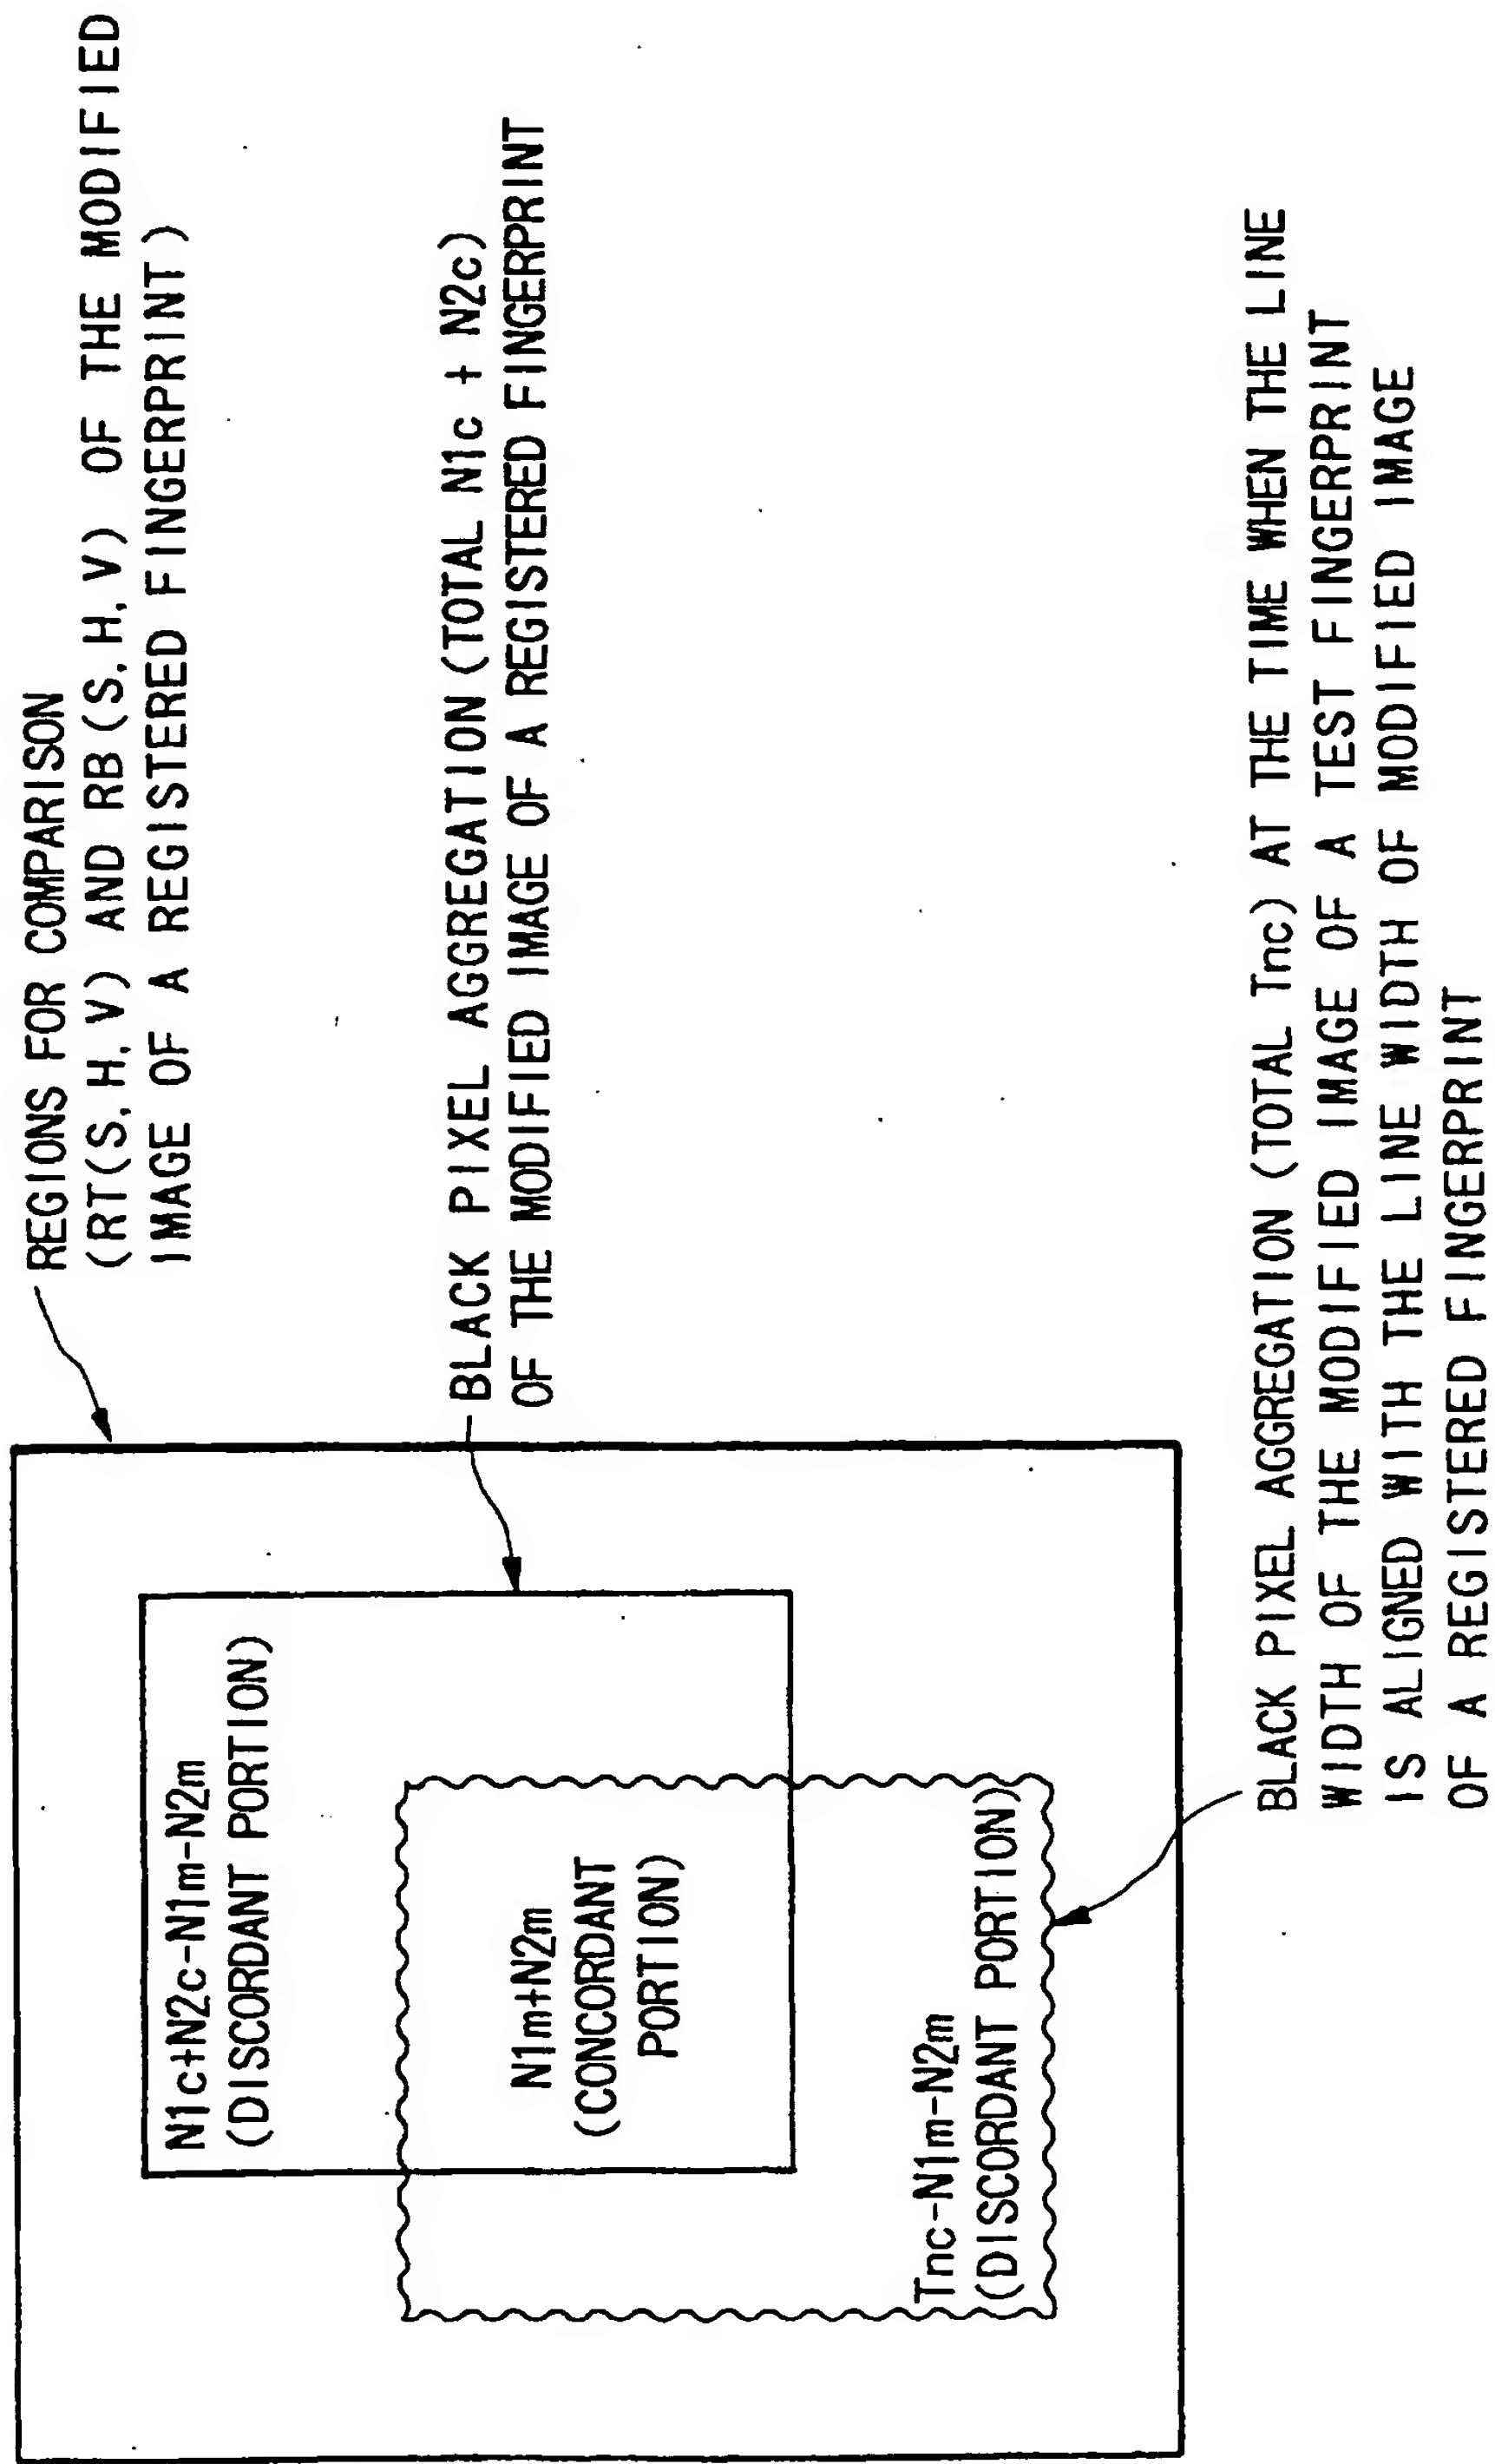 REGIONS FOR COMPARISON
(RT(S,H,V) AND RB(S,H,V) OF THE MODIFIED
IMAGE OF A REGISTERED FINGERPRINT)
BLACK PIXEL AGGREGATION (TOTAL N1c + N2c)
OF THE MODIFIED IMAGE OF A REGISTERED FINGERPRINT
N1c+N2c-N1m-N2m
(DISCORDANT PORTION)
N1m+N2m
(CONCORDANT
PORTION)
Tnc-N1m-N2m
(DISCORDANT PORTION)
BLACK PIXEL AGGREGATION (TOTAL Tnc) AT THE TIME WHEN THE LINE
WIDTH OF THE MODIFIED IMAGE OF A TEST FINGERPRINT
IS ALIGNED WITH THE LINE WIDTH OF MODIFIED IMAGE
OF A REGISTERED FINGERPRINT